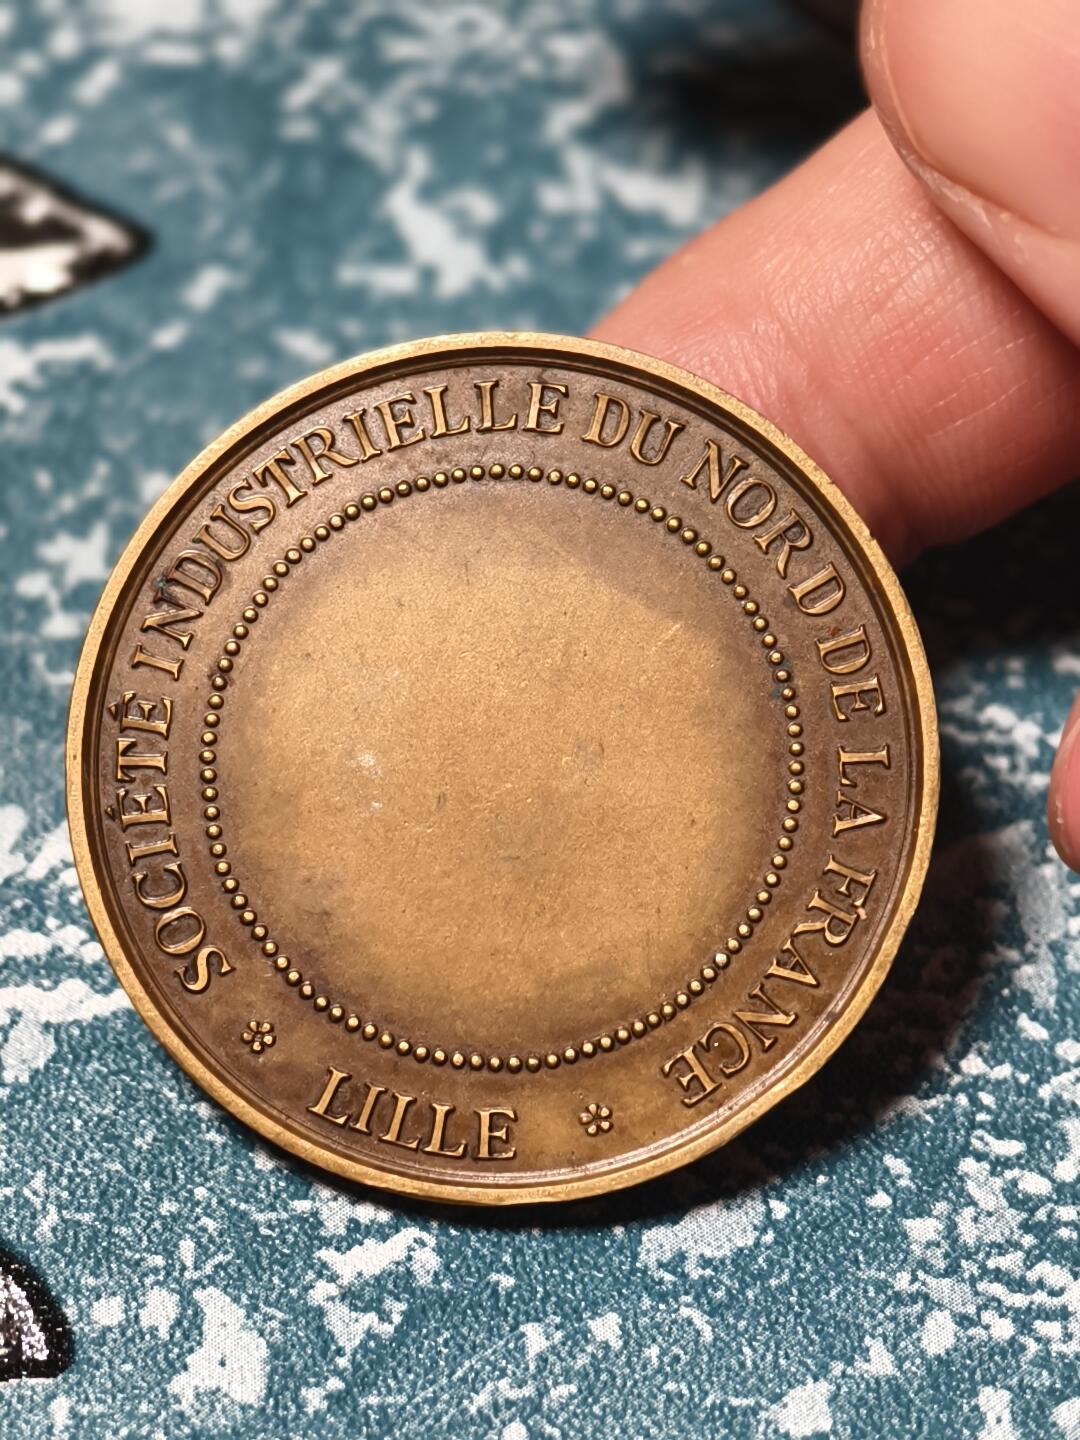 SOCIÉTÉ INDUSTRIELLE DU NORD DE LA FRANCE
LILLE